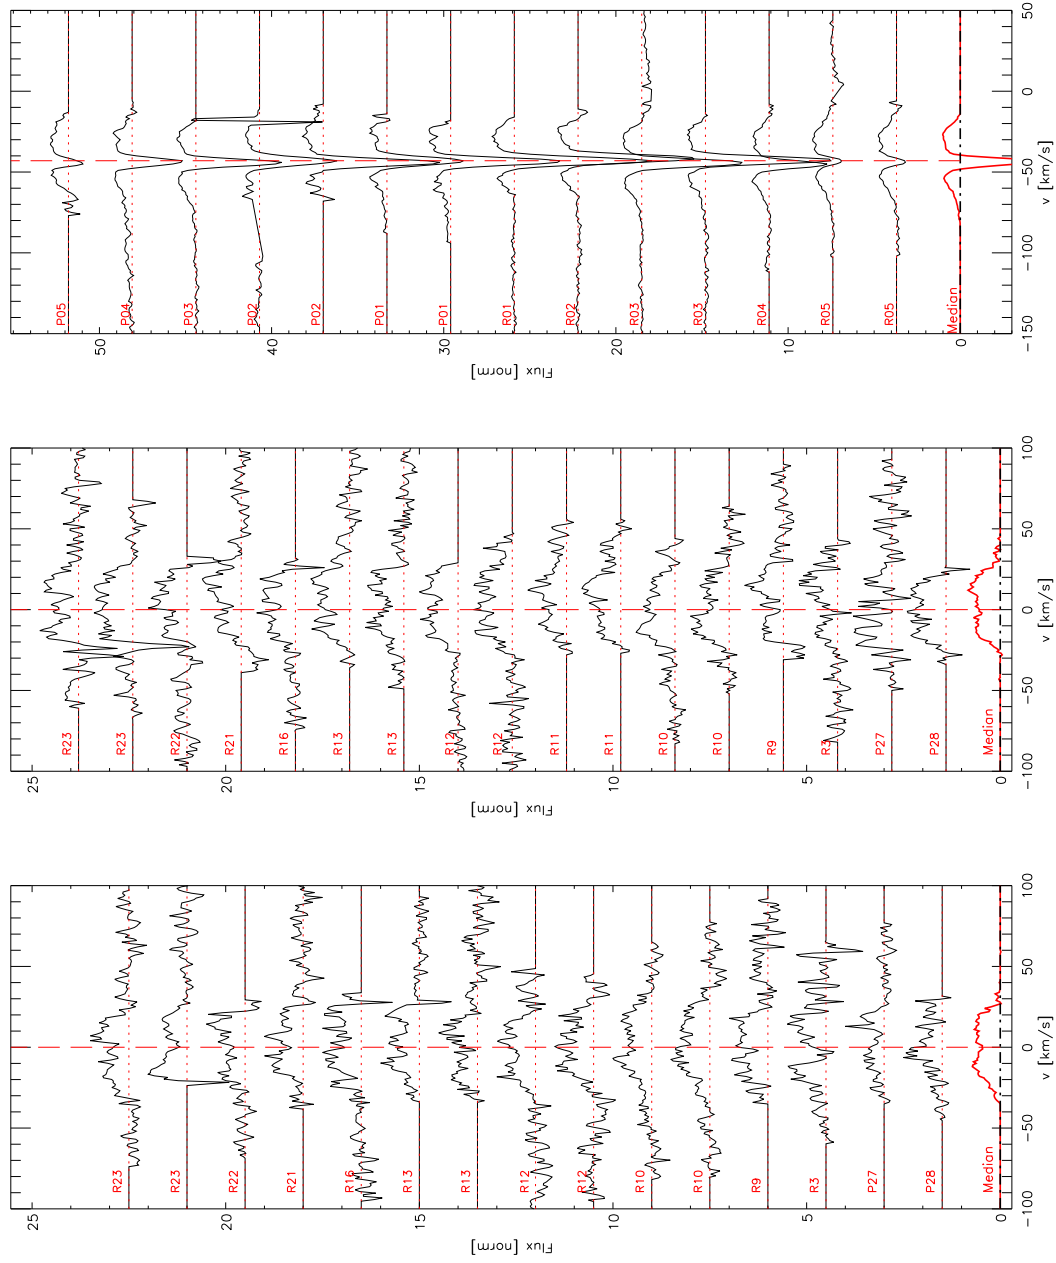 Flux [norm]
25
20
15
10
5
0
R23
R23
R22
R21
R16
R13
R13
R12
R12
R10
R10
R9
R3
P27
P28
Median
-100 -50 0 50 100
v [km/s]
Flux [norm]
25
20
15
10
5
0
R23
R23
R22
R21
R16
R13
R13
R12
R12
R11
R11
R10
R10
R9
R3
P27
P28
Median
-100 -50 0 50 100
v [km/s]
Flux [norm]
50
40
30
20
10
0
P05
P04
P03
P02
P02
P01
P01
R01
R02
R03
R03
R04
R05
R05
Median
-150 -100 -50 0 50
v [km/s]